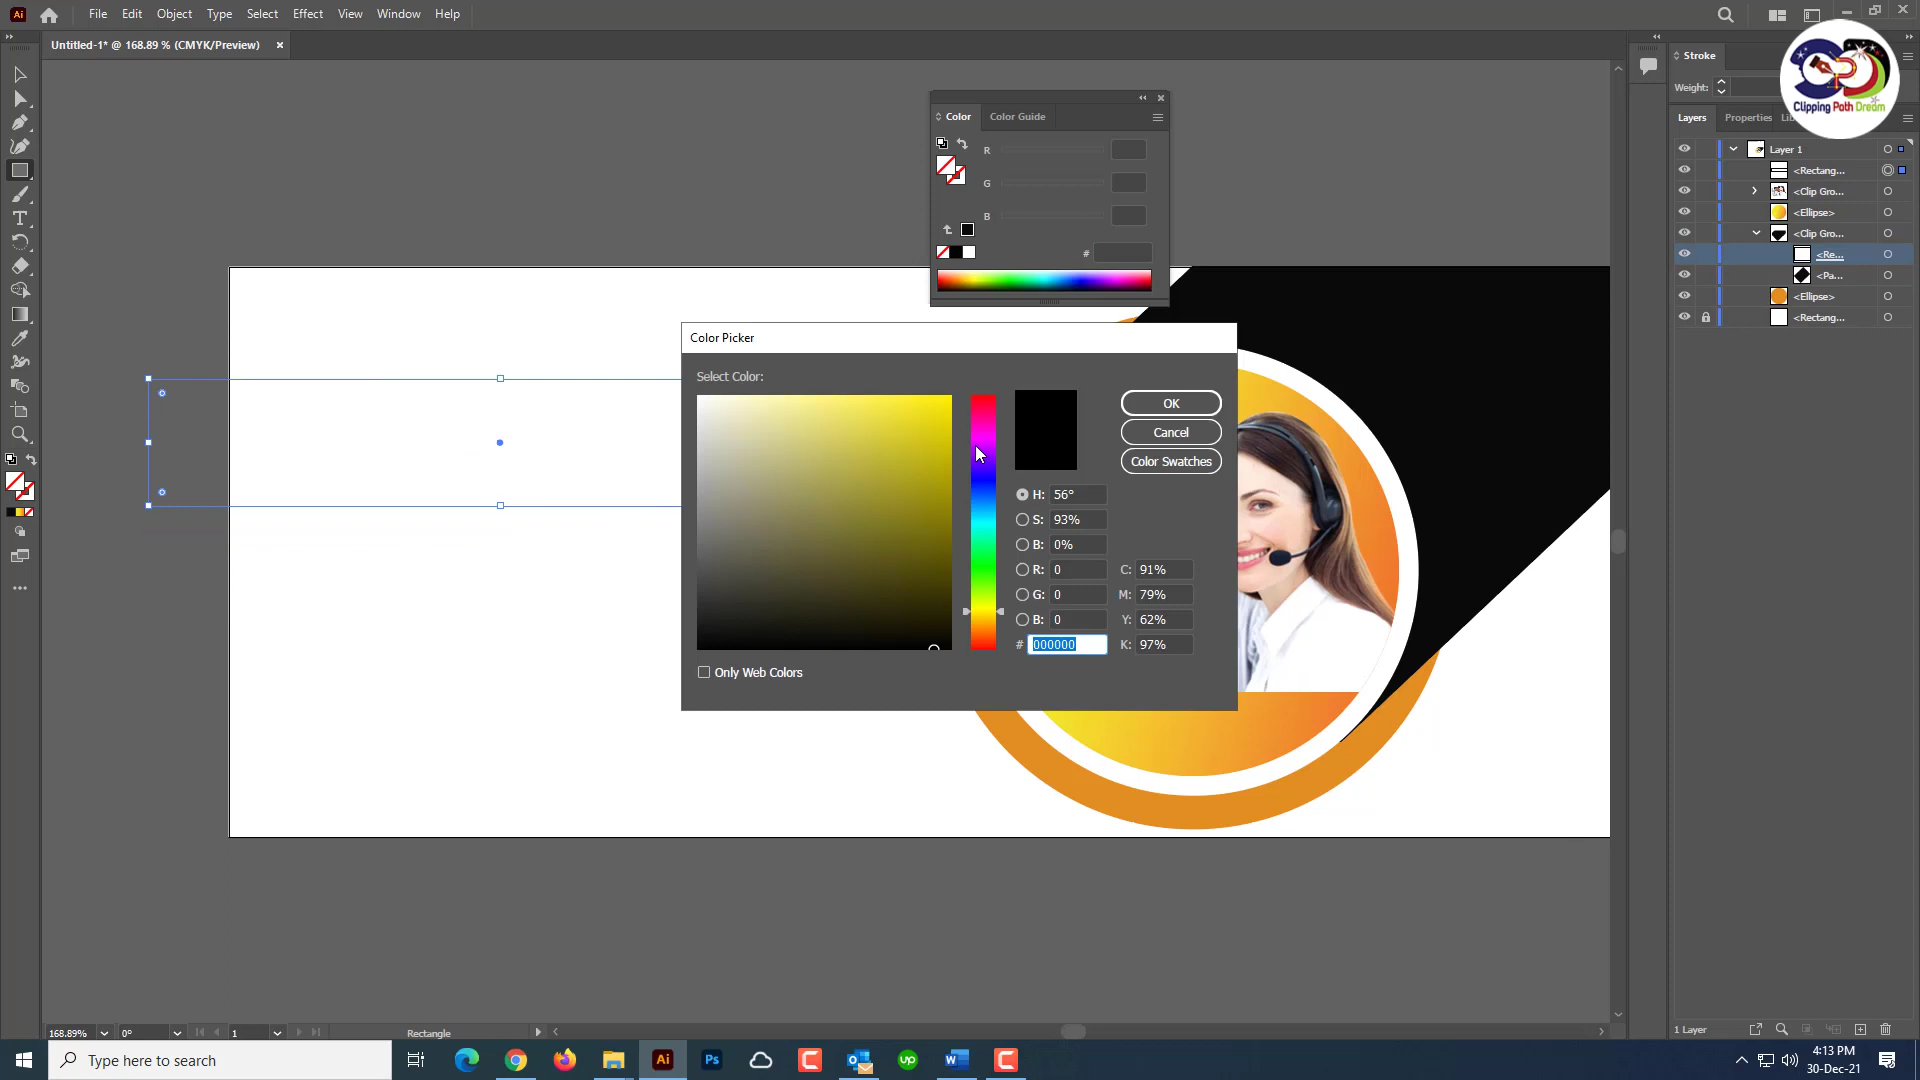 Ai File Edit Object Type Select Effect View Window Help
Untitled-1* @ 168.89 % (CMYK/Preview) ×
Color Color Guide
R
G
B
#
Stroke
Weight:
Clipping Path Dream
Layers Properties Li
Layer 1
<Rectang...
<Clip Gro...
<Ellipse>
<Clip Gro...
<Re...
<Pa...
<Ellipse>
<Rectang...
Color Picker
Select Color:
OK
Cancel
Color Swatches
H: 56°
S: 93%
B: 0%
R: 0 C: 91%
G: 0 M: 79%
B: 0 Y: 62%
# 000000 K: 97%
Only Web Colors
168.89% 0° 1 Rectangle
1 Layer
Type here to search
Ai Ps up
4:13 PM
30-Dec-21